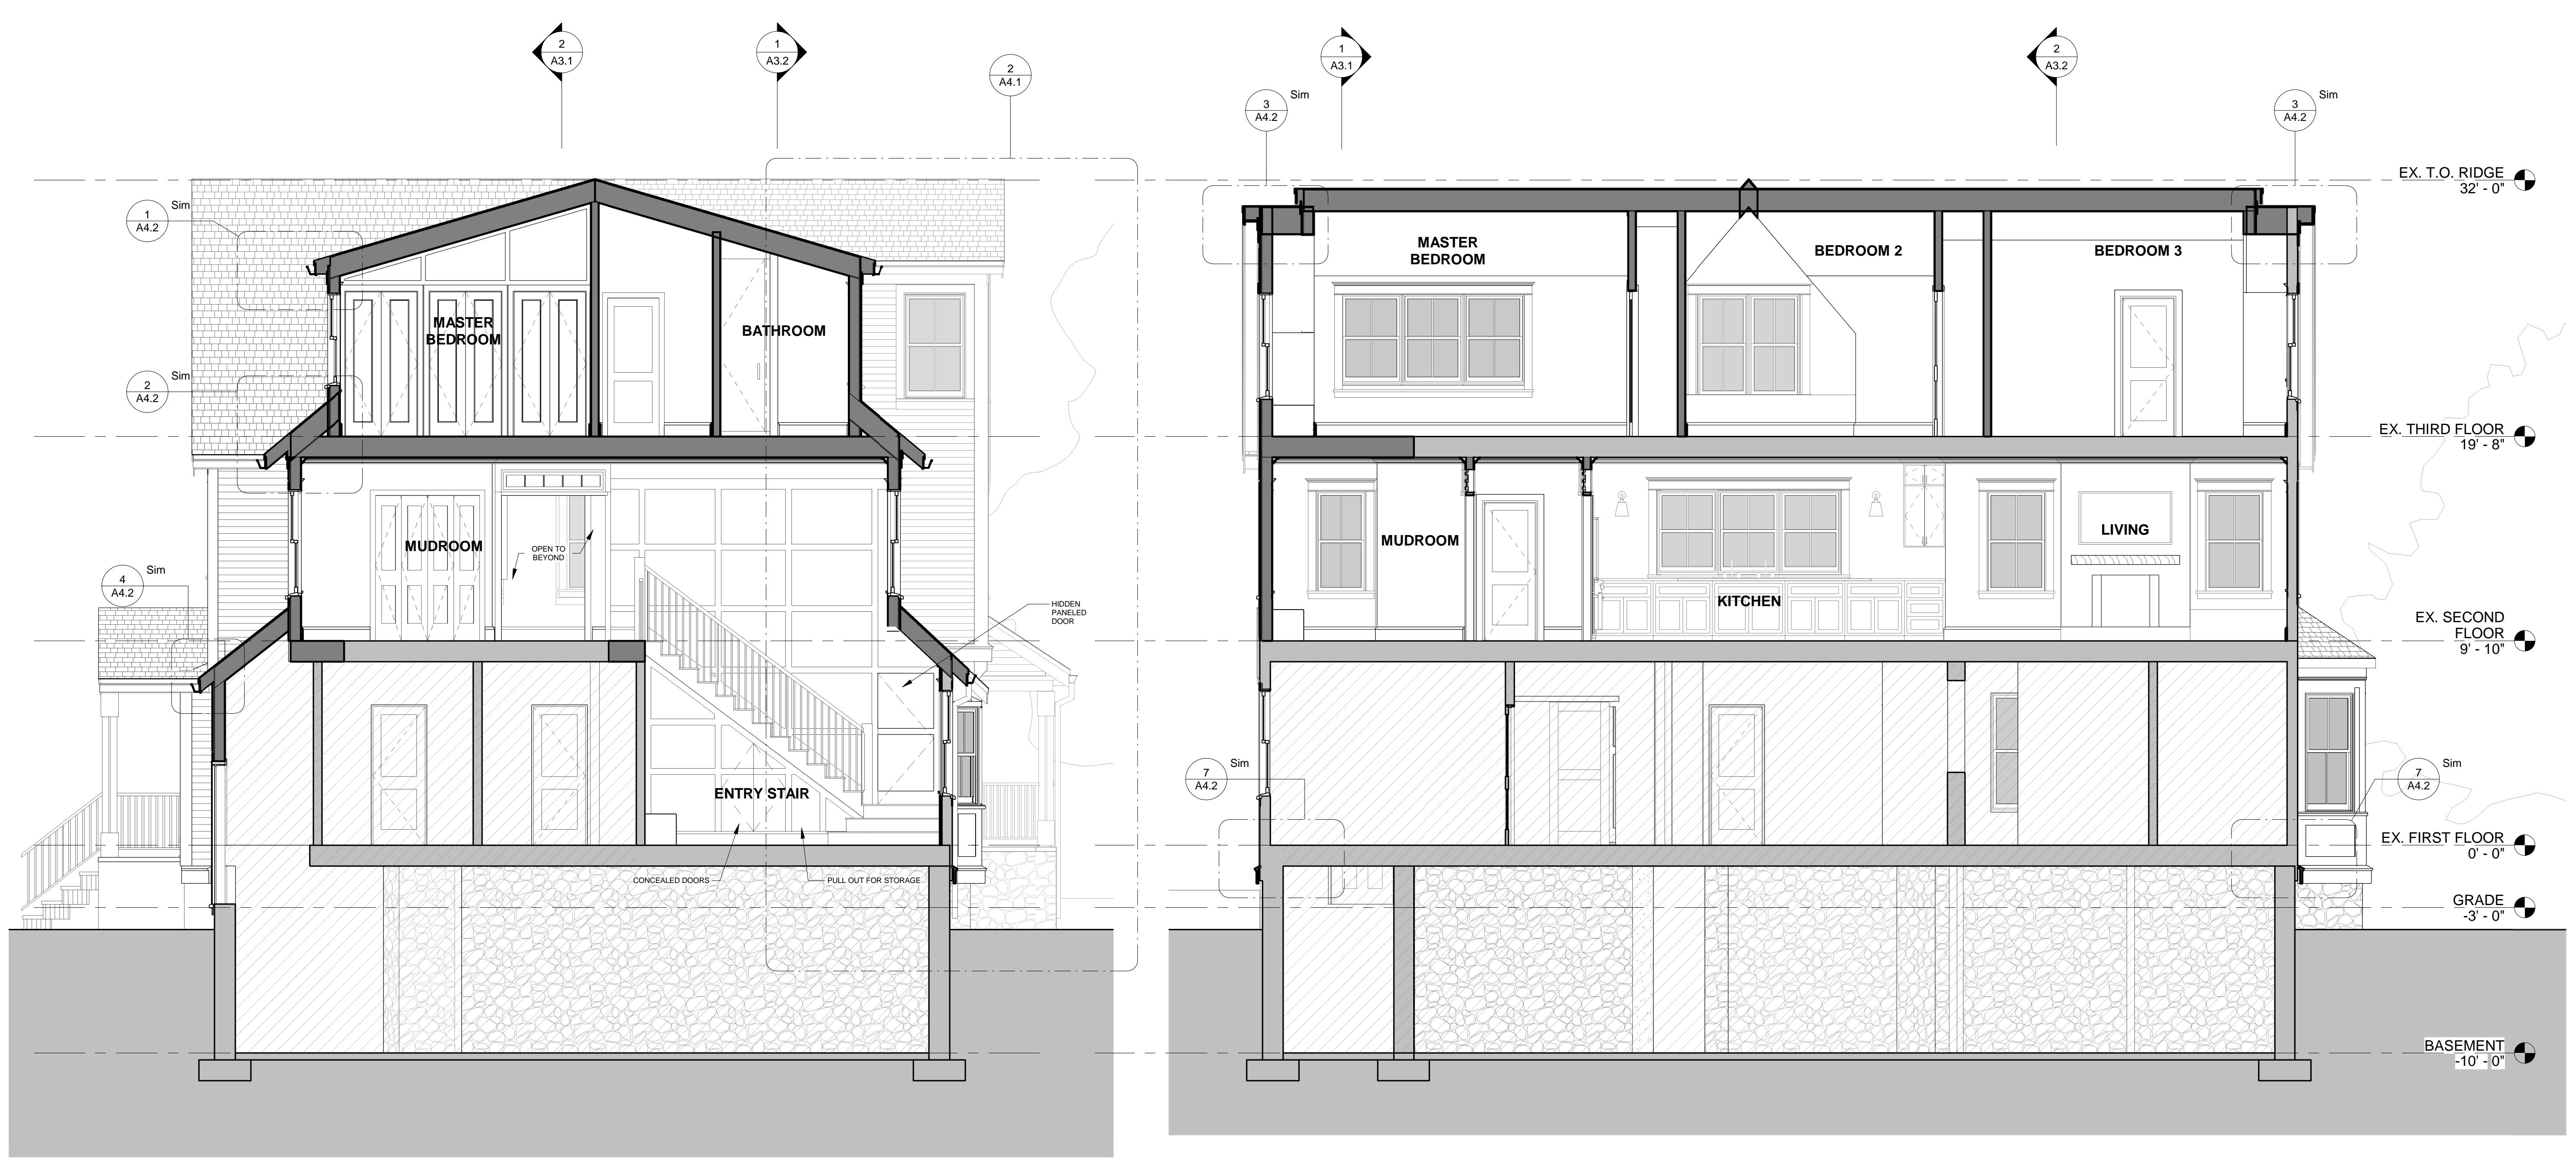 2
A3.1
1
A3.2
2
A4.1
1
A4.2
Sim
2
A4.2
Sim
4
A4.2
Sim
MASTER
BEDROOM
BATHROOM
MUDROOM
OPEN TO
BEYOND
HIDDEN
PANELED
DOOR
ENTRY STAIR
CONCEALED DOORS
PULL OUT FOR STORAGE
1
A3.1
2
A3.2
3
A4.2
Sim
3
A4.2
Sim
MASTER
BEDROOM
BEDROOM 2
BEDROOM 3
MUDROOM
KITCHEN
LIVING
7
A4.2
Sim
7
A4.2
Sim
EX. T.O. RIDGE
32' - 0"
EX. THIRD FLOOR
19' - 8"
EX. SECOND
FLOOR
9' - 10"
EX. FIRST FLOOR
0' - 0"
GRADE
-3' - 0"
BASEMENT
-10' - 0"